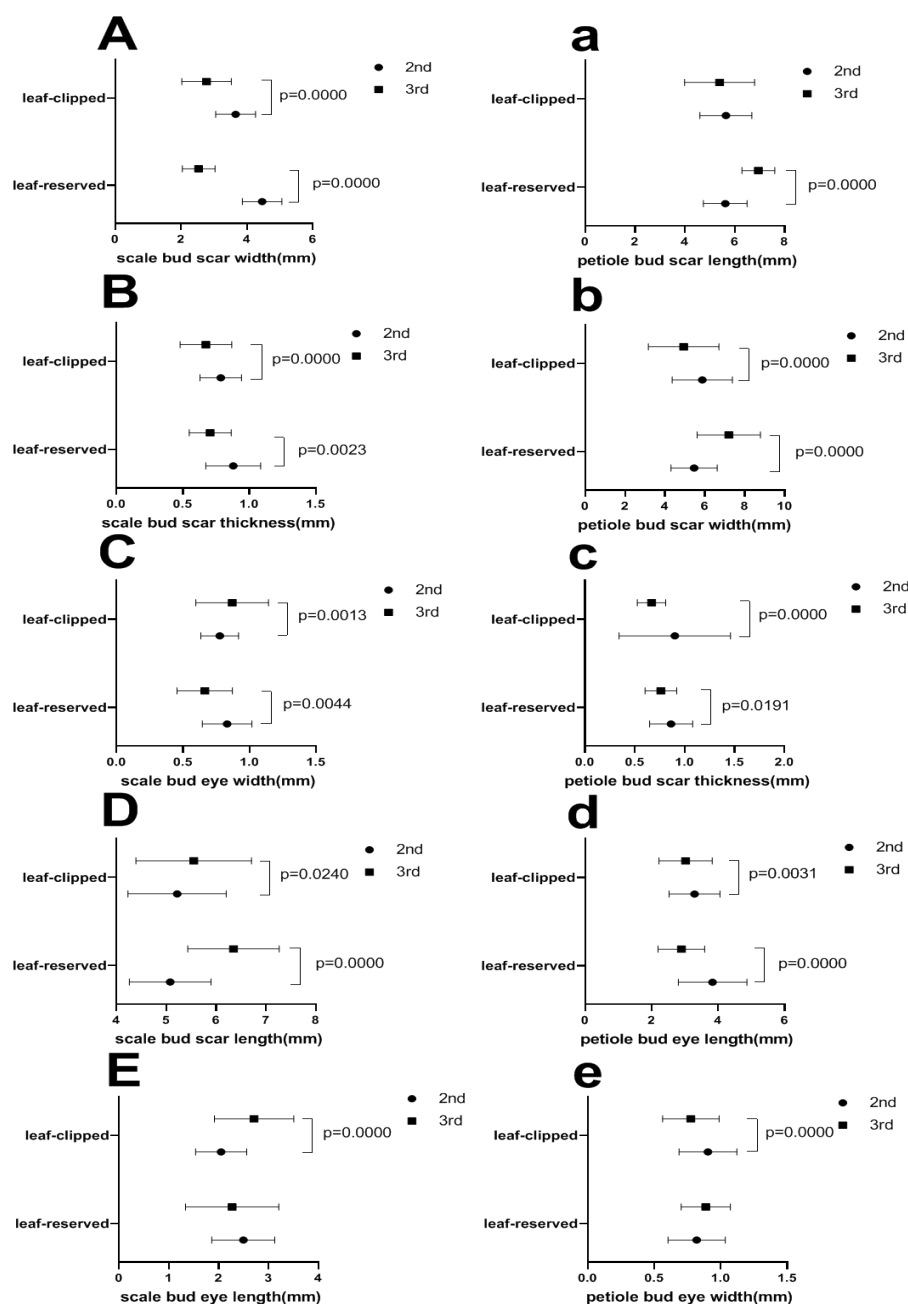 A
2nd
3rd
leaf-clipped
p=0.0000
leaf-reserved
p=0.0000
0 2 4 6
scale bud scar width(mm)
a
2nd
3rd
leaf-clipped
leaf-reserved
p=0.0000
0 2 4 6 8
petiole bud scar length(mm)
B
2nd
3rd
leaf-clipped
p=0.0000
leaf-reserved
p=0.0023
0.0 0.5 1.0 1.5
scale bud scar thickness(mm)
b
2nd
3rd
leaf-clipped
p=0.0000
leaf-reserved
p=0.0000
0 2 4 6 8 10
petiole bud scar width(mm)
C
2nd
3rd
leaf-clipped
p=0.0013
leaf-reserved
p=0.0044
0.0 0.5 1.0 1.5
scale bud eye width(mm)
c
2nd
3rd
leaf-clipped
p=0.0000
leaf-reserved
p=0.0191
0.0 0.5 1.0 1.5 2.0
petiole bud scar thickness(mm)
D
2nd
3rd
leaf-clipped
p=0.0240
leaf-reserved
p=0.0000
4 5 6 7 8
scale bud scar length(mm)
d
2nd
3rd
leaf-clipped
p=0.0031
leaf-reserved
p=0.0000
0 2 4 6
petiole bud eye length(mm)
E
2nd
3rd
leaf-clipped
p=0.0000
leaf-reserved
0 1 2 3 4
scale bud eye length(mm)
e
2nd
3rd
leaf-clipped
p=0.0000
leaf-reserved
0.0 0.5 1.0 1.5
petiole bud eye width(mm)